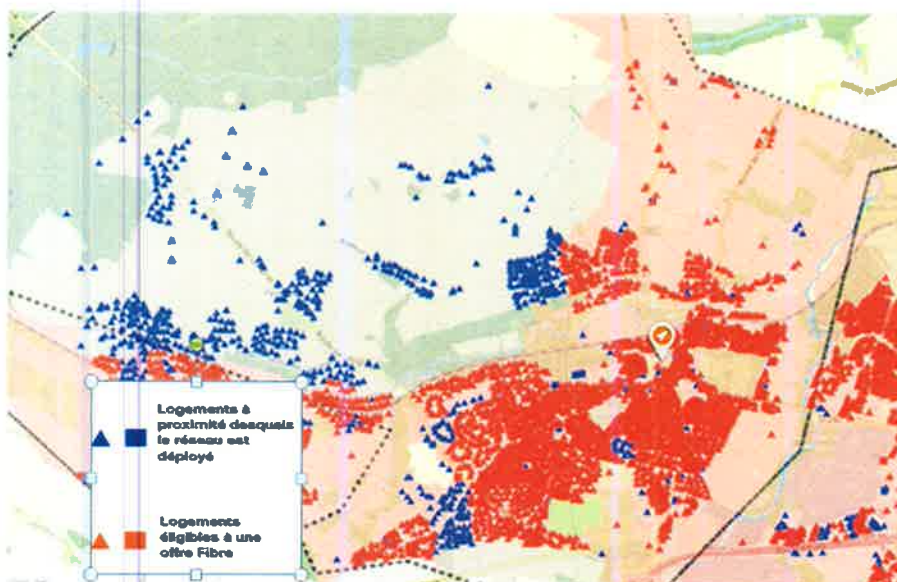 Logements à
proximité desquels
le réseau est
déployé
Logements
éligibles à une
offre Fibre